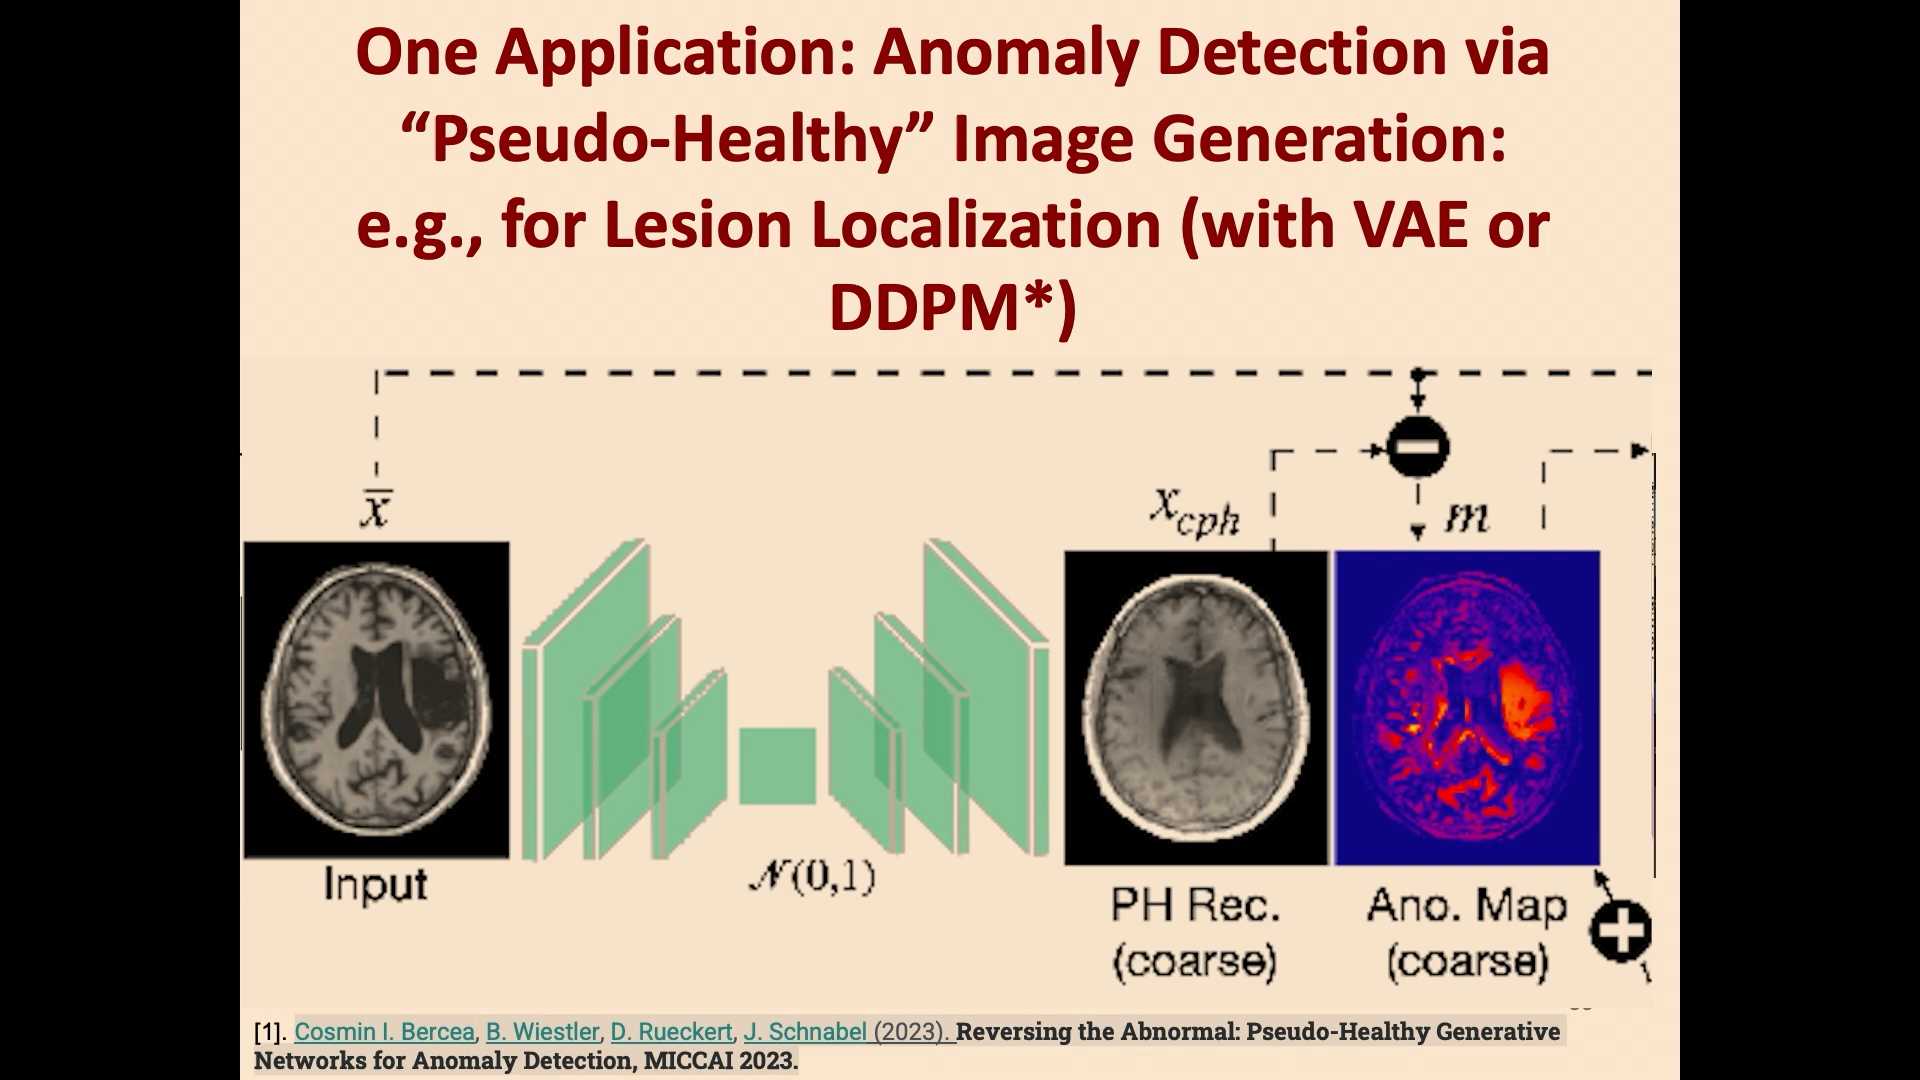 One Application: Anomaly Detection via
“Pseudo-Healthy” Image Generation:
e.g., for Lesion Localization (with VAE or
DDPM*)
x̅
x_cph
m
Input
𝒩(0,1)
PH Rec.
(coarse)
Ano. Map
(coarse)
[1]. Cosmin I. Bercea, B. Wiestler, D. Rueckert, J. Schnabel (2023). Reversing the Abnormal: Pseudo-Healthy Generative
Networks for Anomaly Detection, MICCAI 2023.